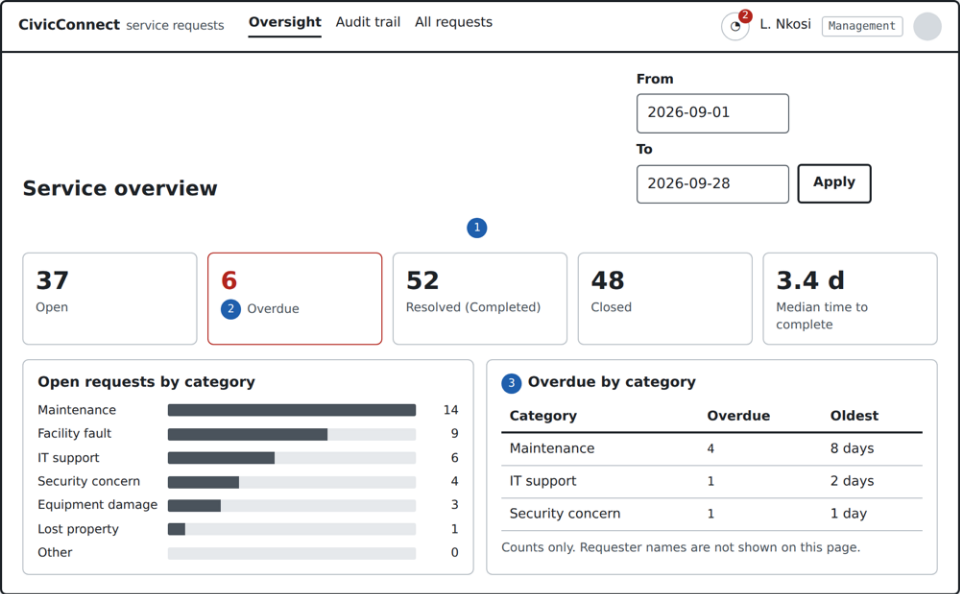 CivicConnect service requests Oversight Audit trail All requests 2 L. Nkosi Management
From
2026-09-01
To
Service overview 2026-09-28 Apply
1
37 6 52 48 3.4 d
Open 2 Overdue Resolved (Completed) Closed Median time to
complete
Open requests by category
Maintenance 14
Facility fault 9
IT support 6
Security concern 4
Equipment damage 3
Lost property 1
Other 0
3 Overdue by category
Category Overdue Oldest
Maintenance 4 8 days
IT support 1 2 days
Security concern 1 1 day
Counts only. Requester names are not shown on this page.